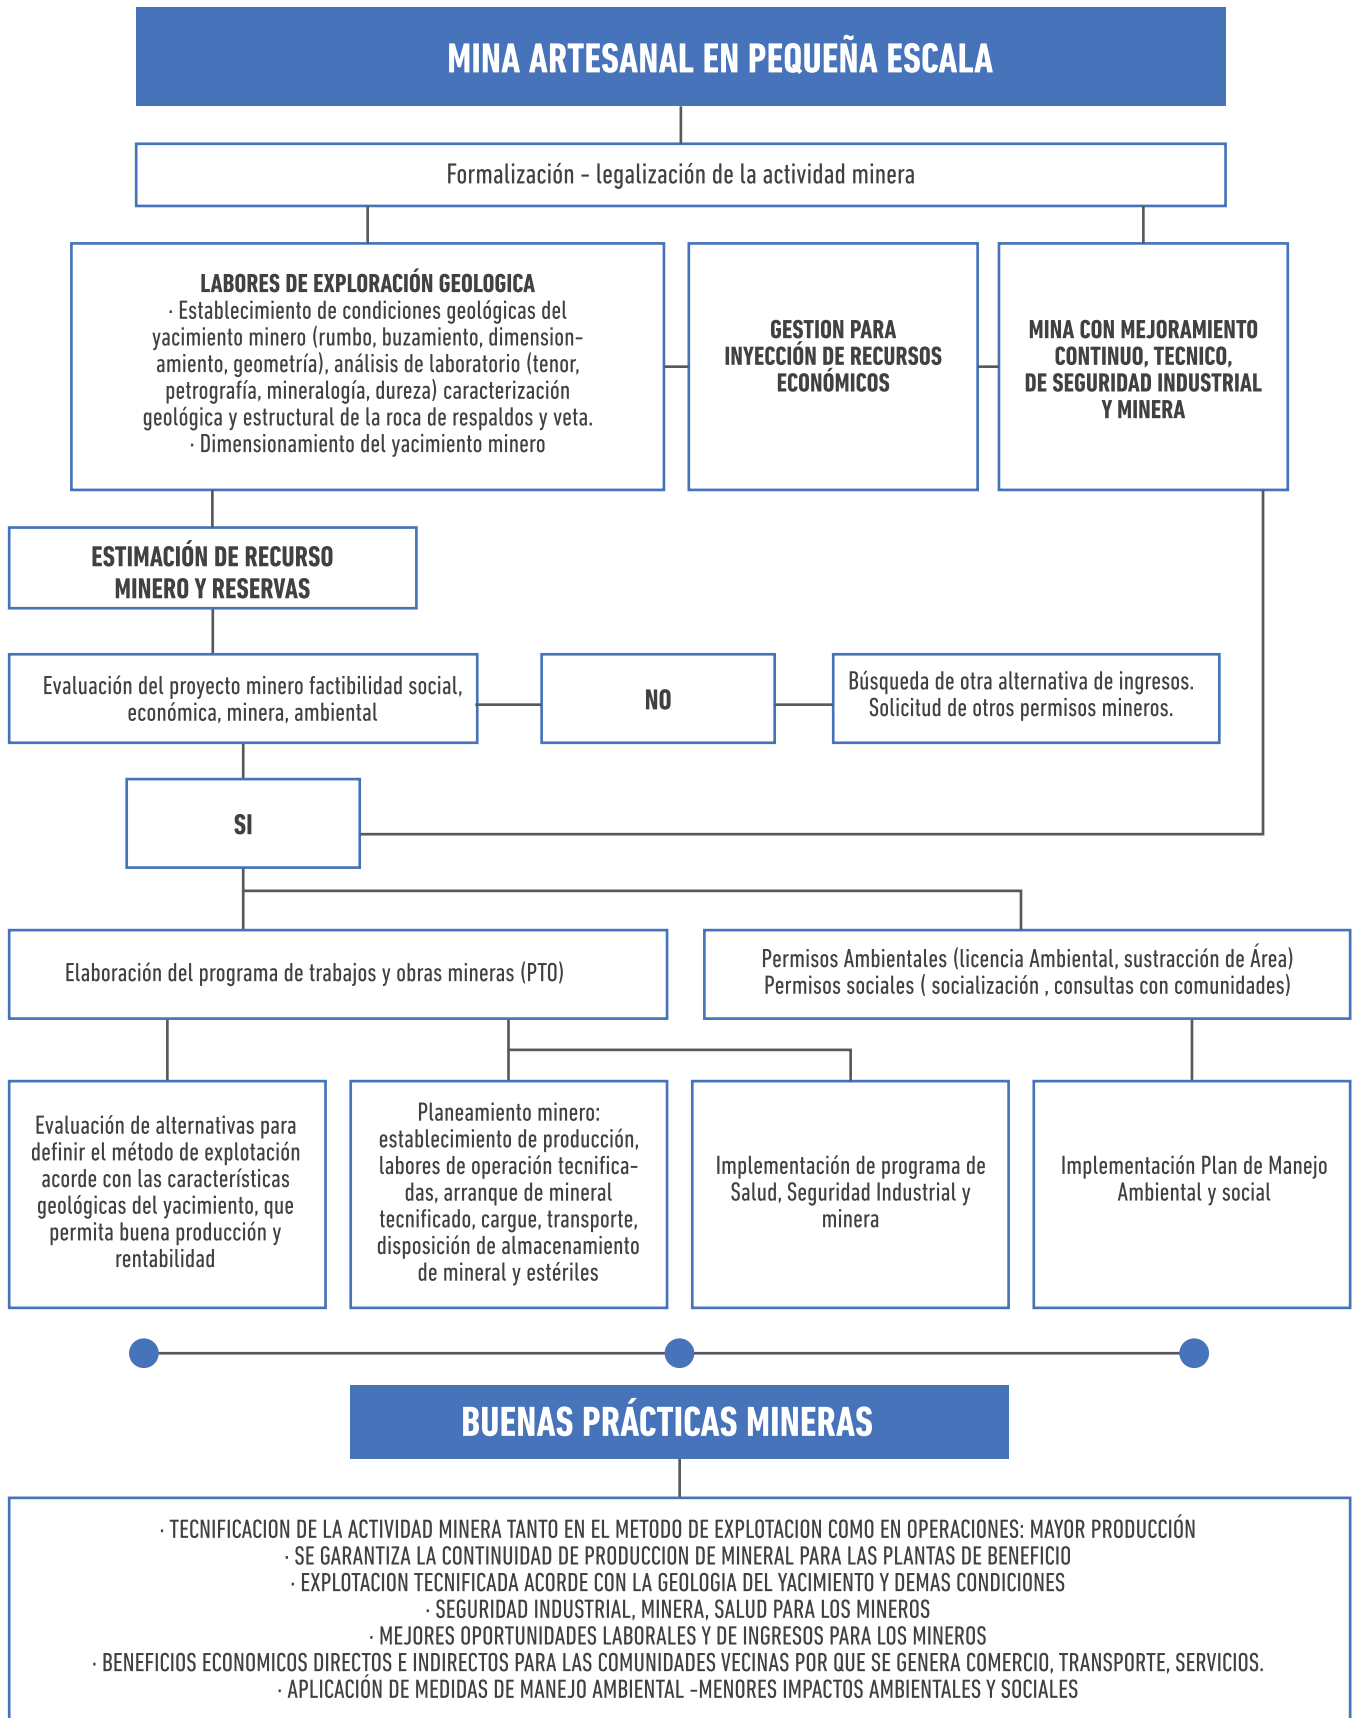 MINA ARTESANAL EN PEQUEÑA ESCALA
Formalización - legalización de la actividad minera
LABORES DE EXPLORACIÓN GEOLOGICA
· Establecimiento de condiciones geológicas del
yacimiento minero (rumbo, buzamiento, dimension-
amiento, geometría), análisis de laboratorio (tenor,
petrografía, mineralogía, dureza) caracterización
geológica y estructural de la roca de respaldos y veta.
· Dimensionamiento del yacimiento minero
GESTION PARA
INYECCIÓN DE RECURSOS
ECONÓMICOS
MINA CON MEJORAMIENTO
CONTINUO, TECNICO,
DE SEGURIDAD INDUSTRIAL
Y MINERA
ESTIMACIÓN DE RECURSO
MINERO Y RESERVAS
Evaluación del proyecto minero factibilidad social,
económica, minera, ambiental
NO
Búsqueda de otra alternativa de ingresos.
Solicitud de otros permisos mineros.
SI
Elaboración del programa de trabajos y obras mineras (PTO)
Permisos Ambientales (licencia Ambiental, sustracción de Área)
Permisos sociales ( socialización , consultas con comunidades)
Evaluación de alternativas para
definir el método de explotación
acorde con las características
geológicas del yacimiento, que
permita buena producción y
rentabilidad
Planeamiento minero:
establecimiento de producción,
labores de operación tecnifica-
das, arranque de mineral
tecnificado, cargue, transporte,
disposición de almacenamiento
de mineral y estériles
Implementación de programa de
Salud, Seguridad Industrial y
minera
Implementación Plan de Manejo
Ambiental y social
BUENAS PRÁCTICAS MINERAS
· TECNIFICACION DE LA ACTIVIDAD MINERA TANTO EN EL METODO DE EXPLOTACION COMO EN OPERACIONES: MAYOR PRODUCCIÓN
· SE GARANTIZA LA CONTINUIDAD DE PRODUCCION DE MINERAL PARA LAS PLANTAS DE BENEFICIO
· EXPLOTACION TECNIFICADA ACORDE CON LA GEOLOGIA DEL YACIMIENTO Y DEMAS CONDICIONES
· SEGURIDAD INDUSTRIAL, MINERA, SALUD PARA LOS MINEROS
· MEJORES OPORTUNIDADES LABORALES Y DE INGRESOS PARA LOS MINEROS
· BENEFICIOS ECONOMICOS DIRECTOS E INDIRECTOS PARA LAS COMUNIDADES VECINAS POR QUE SE GENERA COMERCIO, TRANSPORTE, SERVICIOS.
· APLICACIÓN DE MEDIDAS DE MANEJO AMBIENTAL -MENORES IMPACTOS AMBIENTALES Y SOCIALES